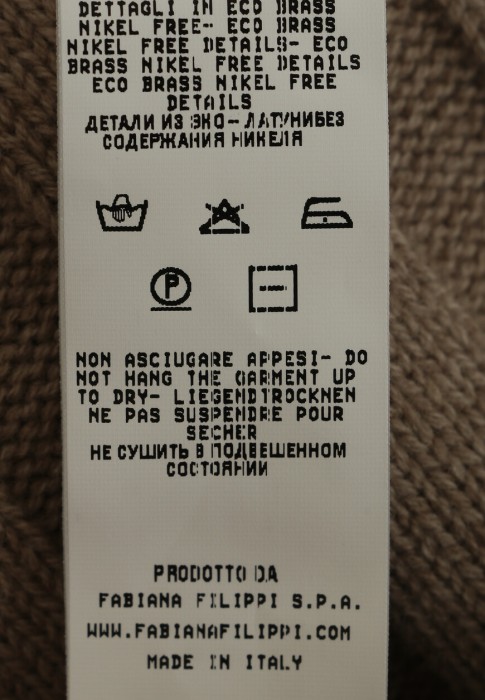 DETTAGLI IN ECO BRASS
NIKEL FREE- ECO BRASS
NIKEL FREE DETAILS- ECO
BRASS NIKEL FREE DETAILS
ECO BRASS NIKEL FREE
DETAILS
ДЕТАЛИ ИЗ ЭКО-ЛАТУНИБЕЗ
СОДЕРЖАНИЯ НИКЕЛЯ
P
NON ASCIUGARE APPESI- DO
NOT HANG THE GARMENT UP
TO DRY- LIEGENDTROCKNEN
NE PAS SUSPENDRE POUR
SECHER
НЕ СУШИТЬ В ПОДВЕШЕННОМ
СОСТОЯНИИ
PRODOTTO DA
FABIANA FILIPPI S.P.A.
WWW.FABIANAFILIPPI.COM
MADE IN ITALY